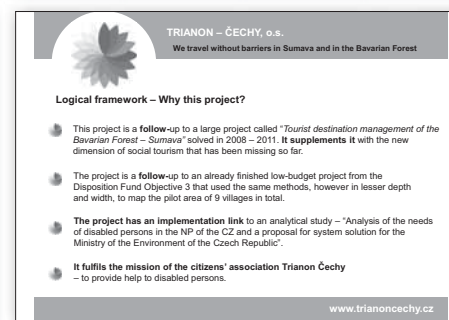 TRIANON – ČECHY, o.s.
We travel without barriers in Sumava and in the Bavarian Forest
Logical framework – Why this project?
This project is a follow-up to a large project called “Tourist destination management of the
Bavarian Forest – Sumava” solved in 2008 – 2011. It supplements it with the new
dimension of social tourism that has been missing so far.
The project is a follow-up to an already finished low-budget project from the
Disposition Fund Objective 3 that used the same methods, however in lesser depth
and width, to map the pilot area of 9 villages in total.
The project has an implementation link to an analytical study – “Analysis of the needs
of disabled persons in the NP of the CZ and a proposal for system solution for the
Ministry of the Environment of the Czech Republic”.
It fulfils the mission of the citizens’ association Trianon Čechy
– to provide help to disabled persons.
www.trianoncechy.cz